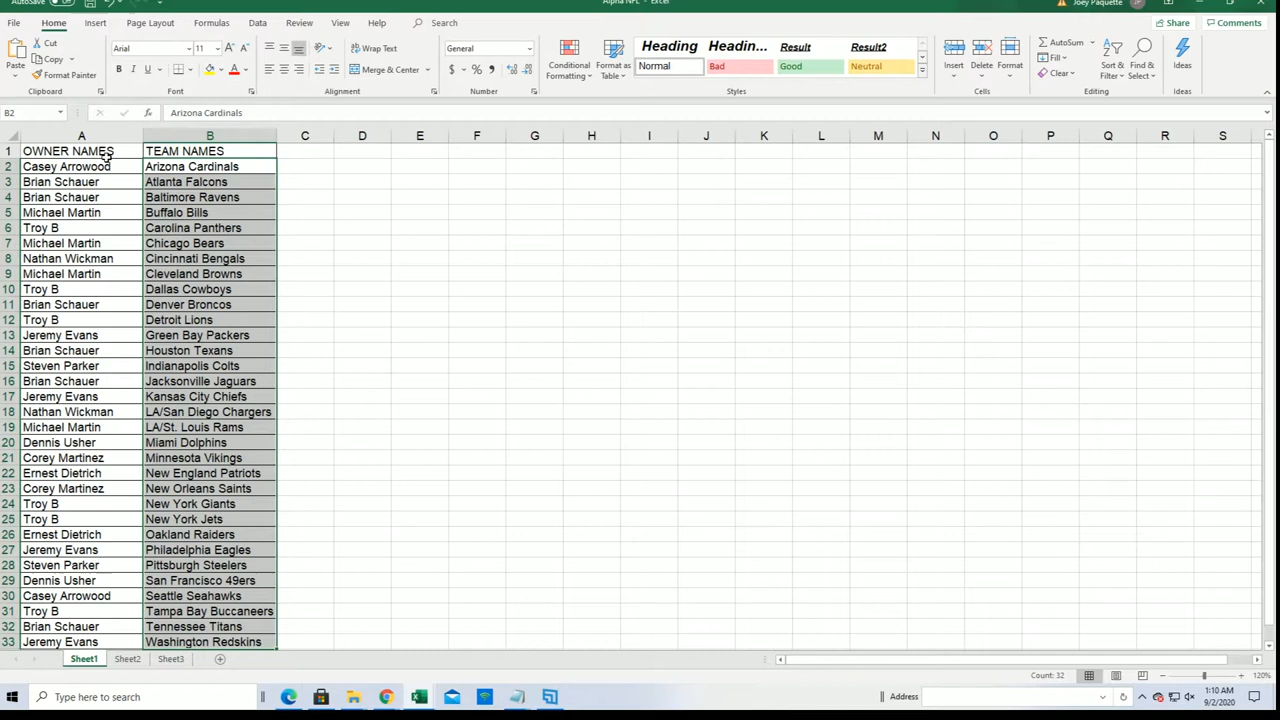 AutoSave Off Alpha NFL - Excel Joey Paquette JP
File Home Insert Page Layout Formulas Data Review View Help Search Share Comments
Cut Arial 11 Wrap Text General Heading Headin... Result Result2 AutoSum
Copy Fill
Paste Format Painter B I U A Merge & Center $ % 9 Conditional Formatting Format as Table Normal Bad Good Neutral Insert Delete Format Clear Sort & Filter Find & Select Ideas
Clipboard Font Alignment Number Styles Cells Editing Ideas
B2 fx Arizona Cardinals
A B C D E F G H I J K L M N O P Q R S
1 OWNER NAMES TEAM NAMES
2 Casey Arrowood Arizona Cardinals
3 Brian Schauer Atlanta Falcons
4 Brian Schauer Baltimore Ravens
5 Michael Martin Buffalo Bills
6 Troy B Carolina Panthers
7 Michael Martin Chicago Bears
8 Nathan Wickman Cincinnati Bengals
9 Michael Martin Cleveland Browns
10 Troy B Dallas Cowboys
11 Brian Schauer Denver Broncos
12 Troy B Detroit Lions
13 Jeremy Evans Green Bay Packers
14 Brian Schauer Houston Texans
15 Steven Parker Indianapolis Colts
16 Brian Schauer Jacksonville Jaguars
17 Jeremy Evans Kansas City Chiefs
18 Nathan Wickman LA/San Diego Chargers
19 Michael Martin LA/St. Louis Rams
20 Dennis Usher Miami Dolphins
21 Corey Martinez Minnesota Vikings
22 Ernest Dietrich New England Patriots
23 Corey Martinez New Orleans Saints
24 Troy B New York Giants
25 Troy B New York Jets
26 Ernest Dietrich Oakland Raiders
27 Jeremy Evans Philadelphia Eagles
28 Steven Parker Pittsburgh Steelers
29 Dennis Usher San Francisco 49ers
30 Casey Arrowood Seattle Seahawks
31 Troy B Tampa Bay Buccaneers
32 Brian Schauer Tennessee Titans
33 Jeremy Evans Washington Redskins
Sheet1 Sheet2 Sheet3
Count: 32 120%
Type here to search Address 1:10 AM
9/2/2020